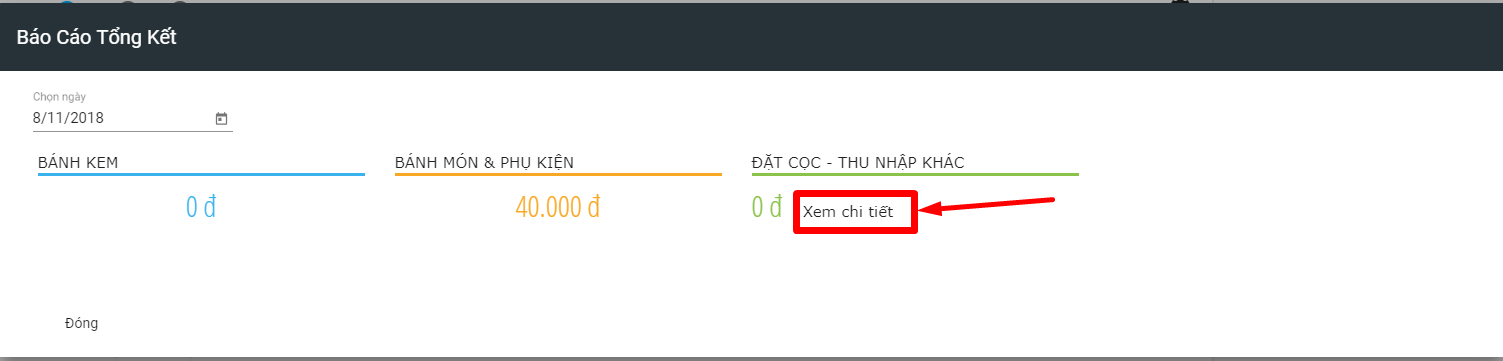 Báo Cáo Tổng Kết
Chọn ngày
8/11/2018
BÁNH KEM
BÁNH MÓN & PHỤ KIỆN
ĐẶT CỌC - THU NHẬP KHÁC
0 đ
40.000 đ
0 đ
Xem chi tiết
Đóng